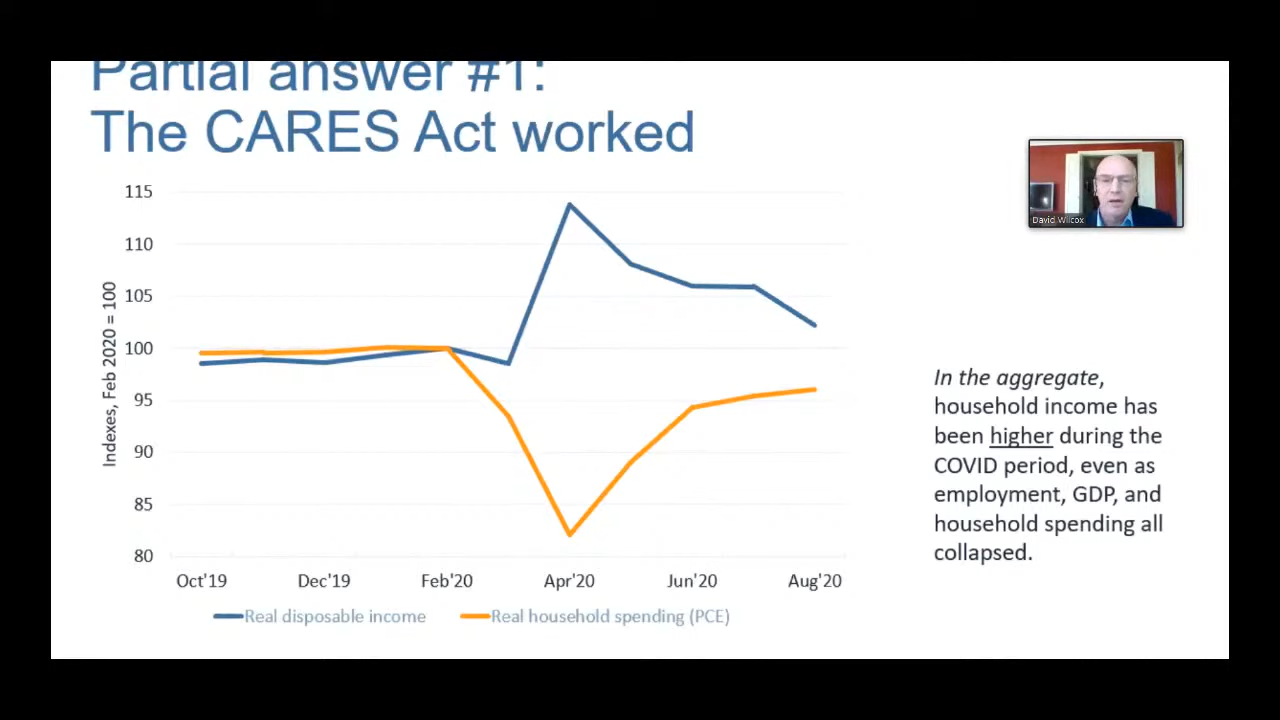 Partial answer #1:
The CARES Act worked
115
110
105
100
95
90
85
80
Indexes, Feb 2020 = 100
Oct'19 Dec'19 Feb'20 Apr'20 Jun'20 Aug'20
Real disposable income Real household spending (PCE)
David Wilcox
In the aggregate,
household income has
been higher during the
COVID period, even as
employment, GDP, and
household spending all
collapsed.